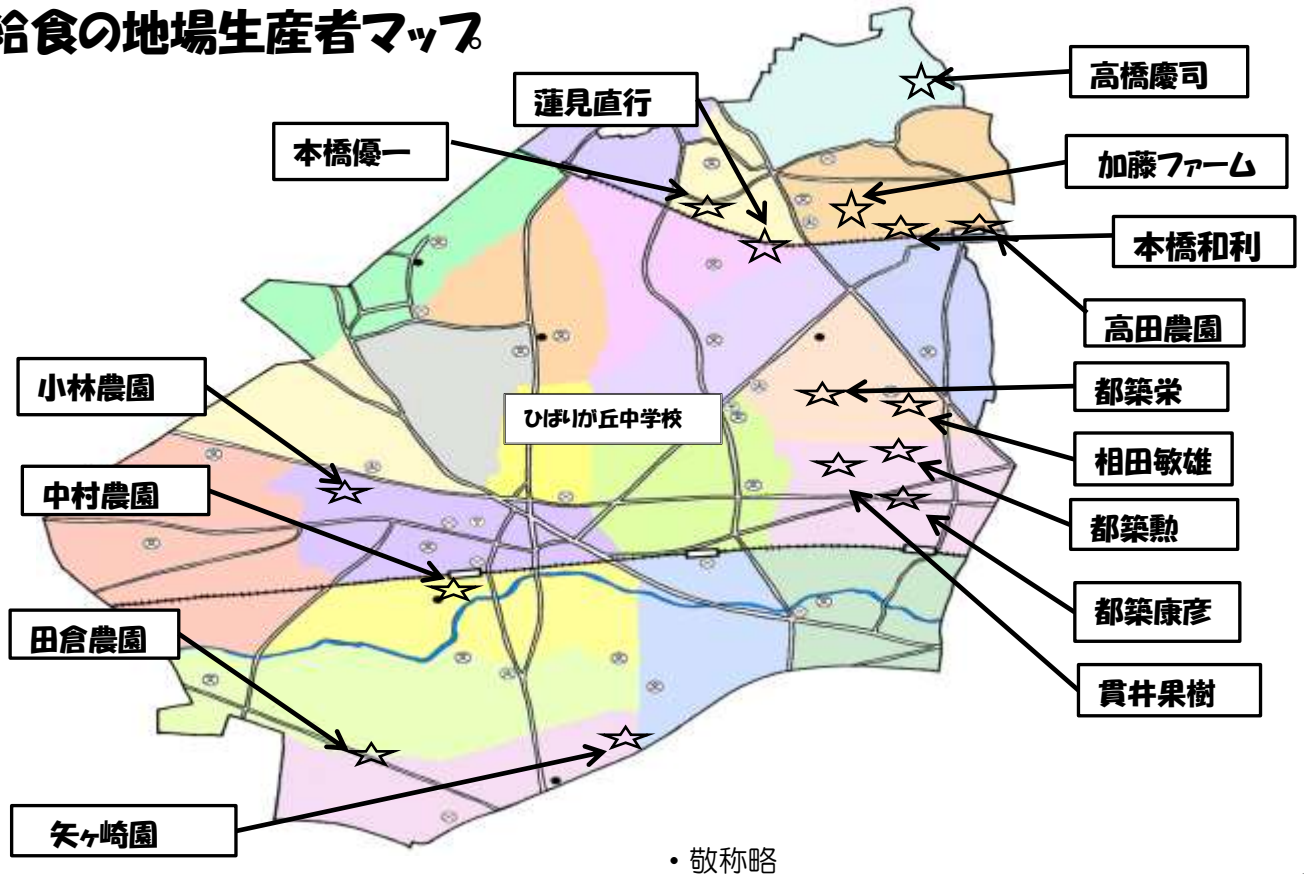 給食の地場生産者マップ
高橋慶司
蓮見直行
本橋優一
加藤ファーム
本橋和利
高田農園
小林農園
ひばりが丘中学校
都築栄
相田敏雄
中村農園
都築勲
都築康彦
田倉農園
貫井果樹
矢ヶ崎園
・敬称略